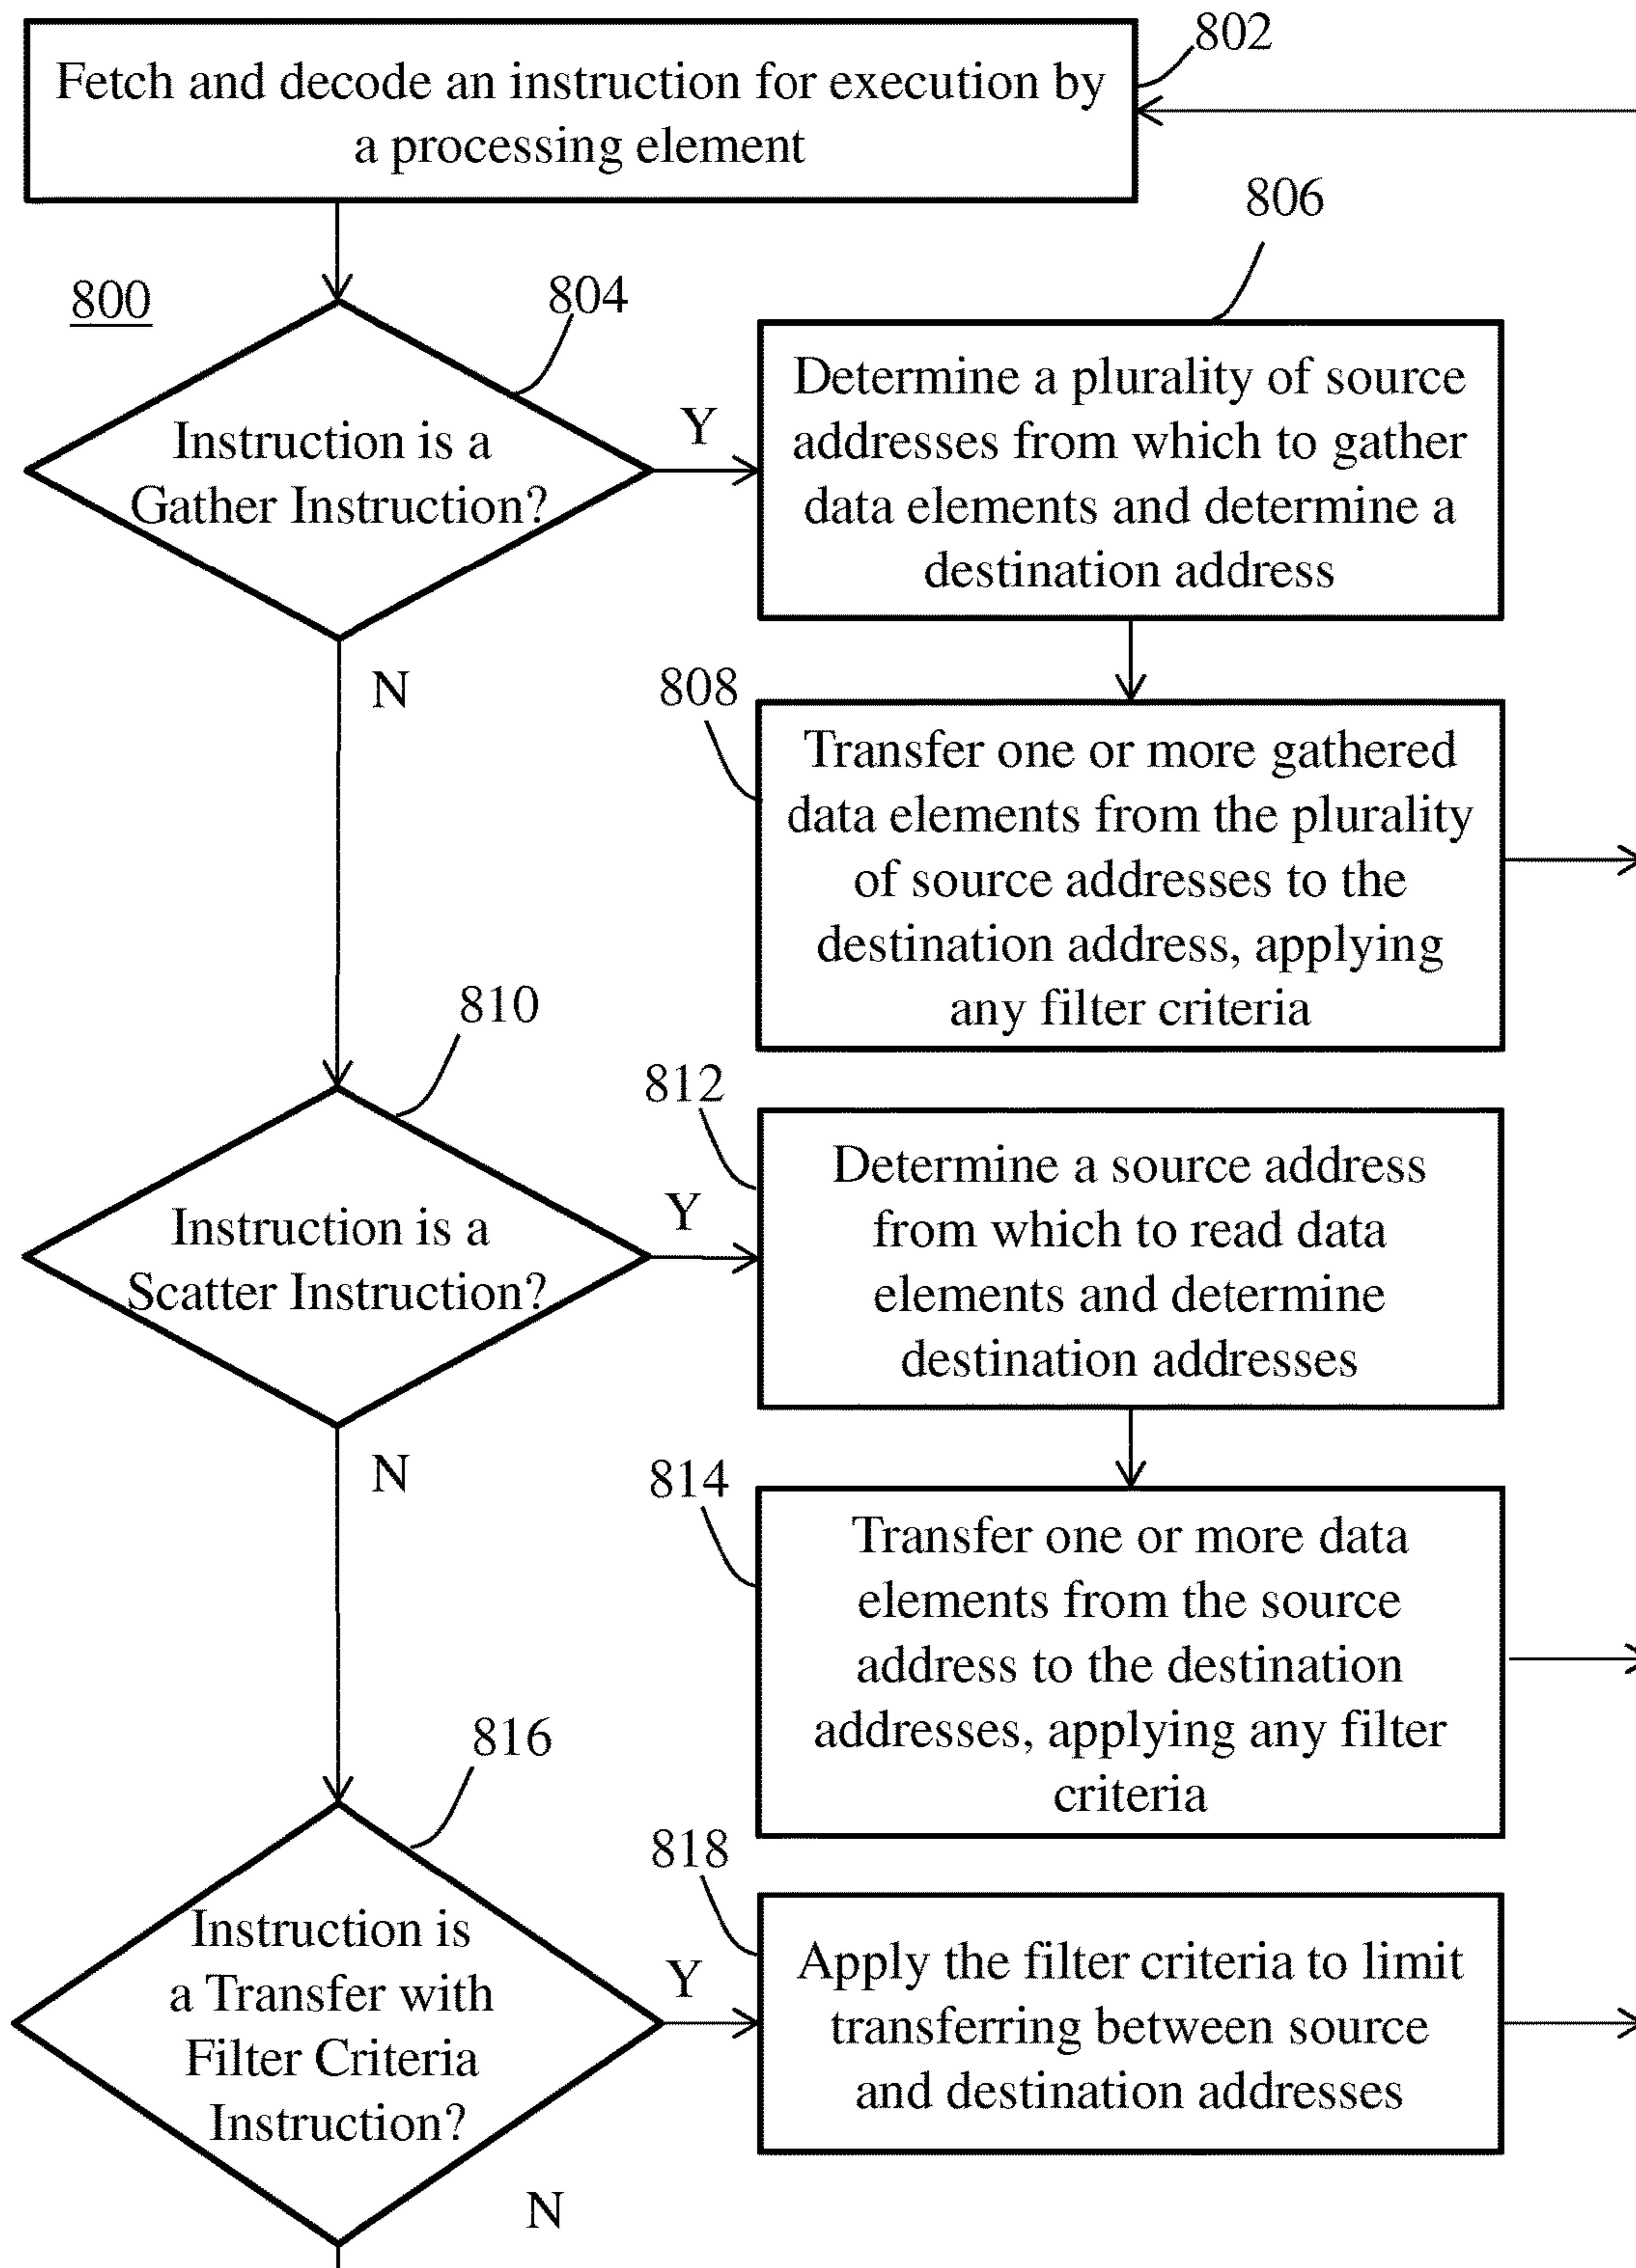 802
Fetch and decode an instruction for execution by
a processing element
806
800
804
Instruction is a
Gather Instruction?
Y
Determine a plurality of source
addresses from which to gather
data elements and determine a
destination address
N
808
Transfer one or more gathered
data elements from the plurality
of source addresses to the
destination address, applying
any filter criteria
810
Instruction is a
Scatter Instruction?
Y
812
Determine a source address
from which to read data
elements and determine
destination addresses
N
814
Transfer one or more data
elements from the source
address to the destination
addresses, applying any filter
criteria
816
Instruction is
a Transfer with
Filter Criteria
Instruction?
Y
818
Apply the filter criteria to limit
transferring between source
and destination addresses
N